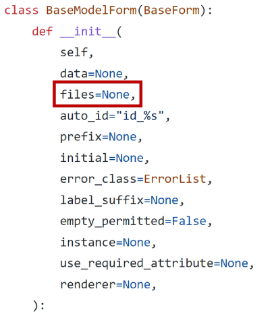 class BaseModelForm(BaseForm):
    def __init__(
        self,
        data=None,
        files=None,
        auto_id="id_%s",
        prefix=None,
        initial=None,
        error_class=ErrorList,
        label_suffix=None,
        empty_permitted=False,
        instance=None,
        use_required_attribute=None,
        renderer=None,
    ):